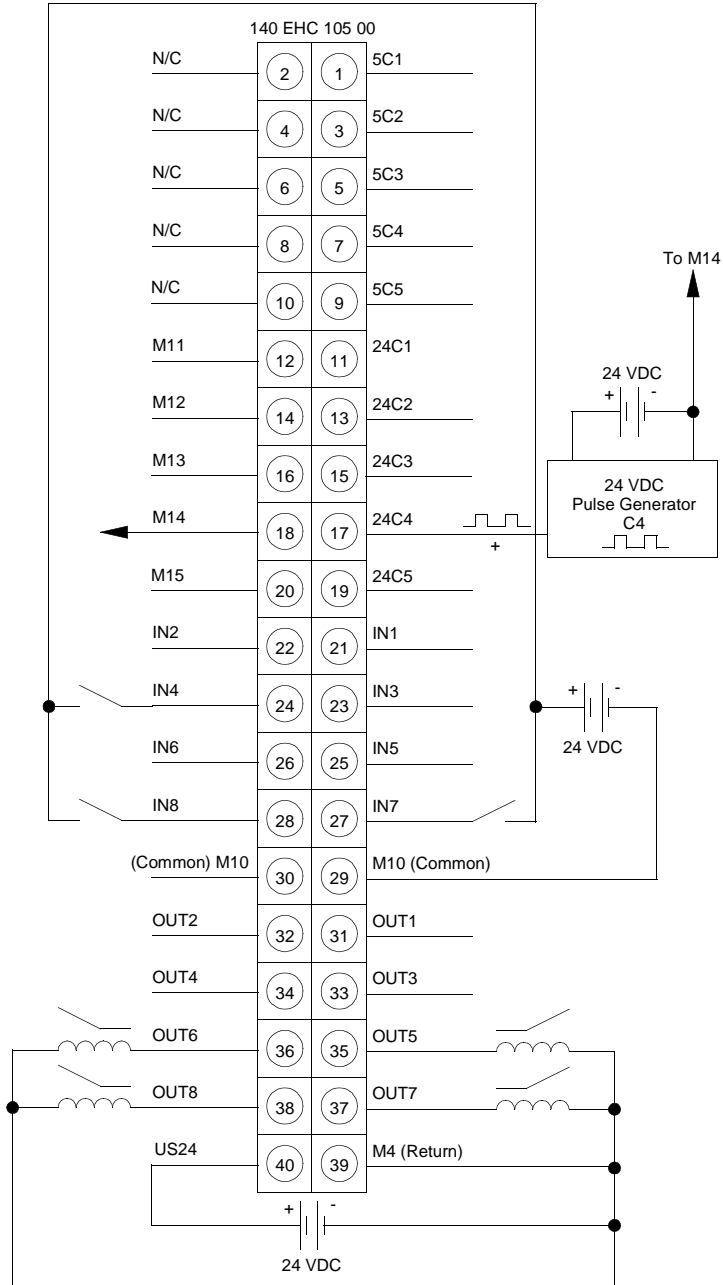 140 EHC 105 00
N/C 2 1 5C1
N/C 4 3 5C2
N/C 6 5 5C3
N/C 8 7 5C4
N/C 10 9 5C5
M11 12 11 24C1
M12 14 13 24C2
M13 16 15 24C3
M14 18 17 24C4
M15 20 19 24C5
IN2 22 21 IN1
IN4 24 23 IN3
IN6 26 25 IN5
IN8 28 27 IN7
(Common) M10 30 29 M10 (Common)
OUT2 32 31 OUT1
OUT4 34 33 OUT3
OUT6 36 35 OUT5
OUT8 38 37 OUT7
US24 40 39 M4 (Return)
+ -
24 VDC
To M14
24 VDC
+ -
24 VDC
Pulse Generator
C4
+
+ -
24 VDC